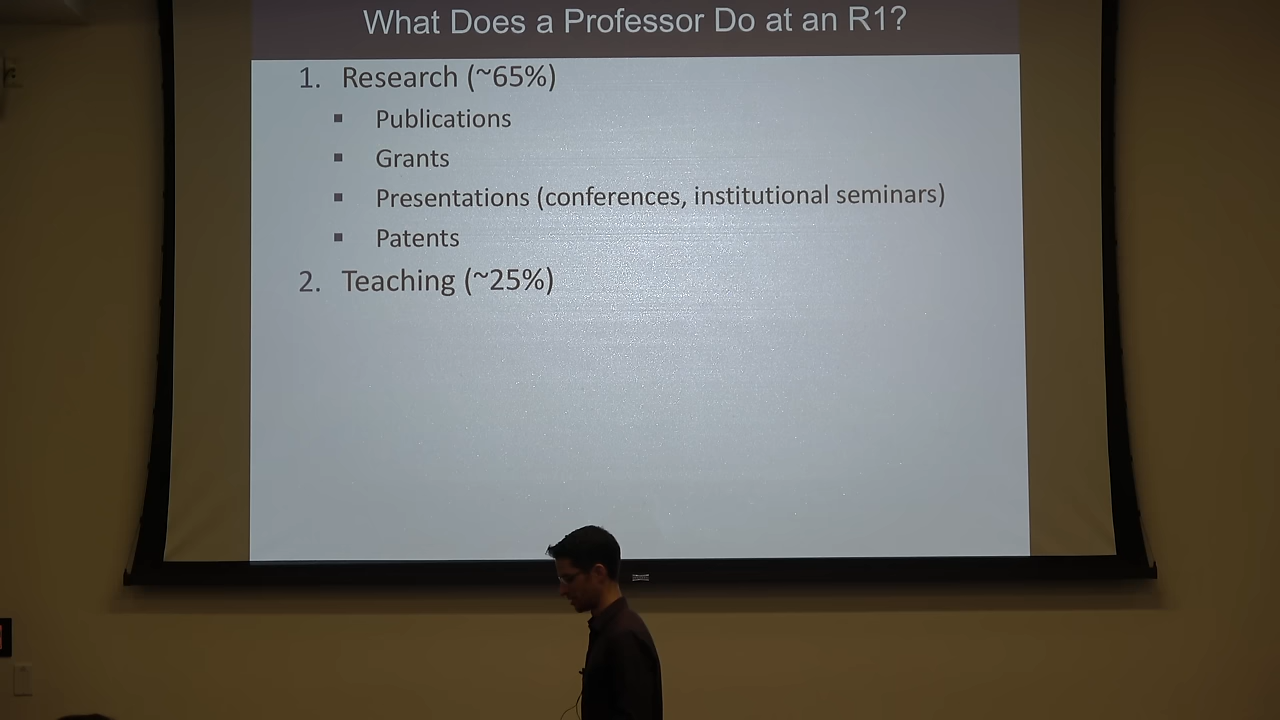 What Does a Professor Do at an R1?
1. Research (~65%)
▪ Publications
▪ Grants
▪ Presentations (conferences, institutional seminars)
▪ Patents
2. Teaching (~25%)